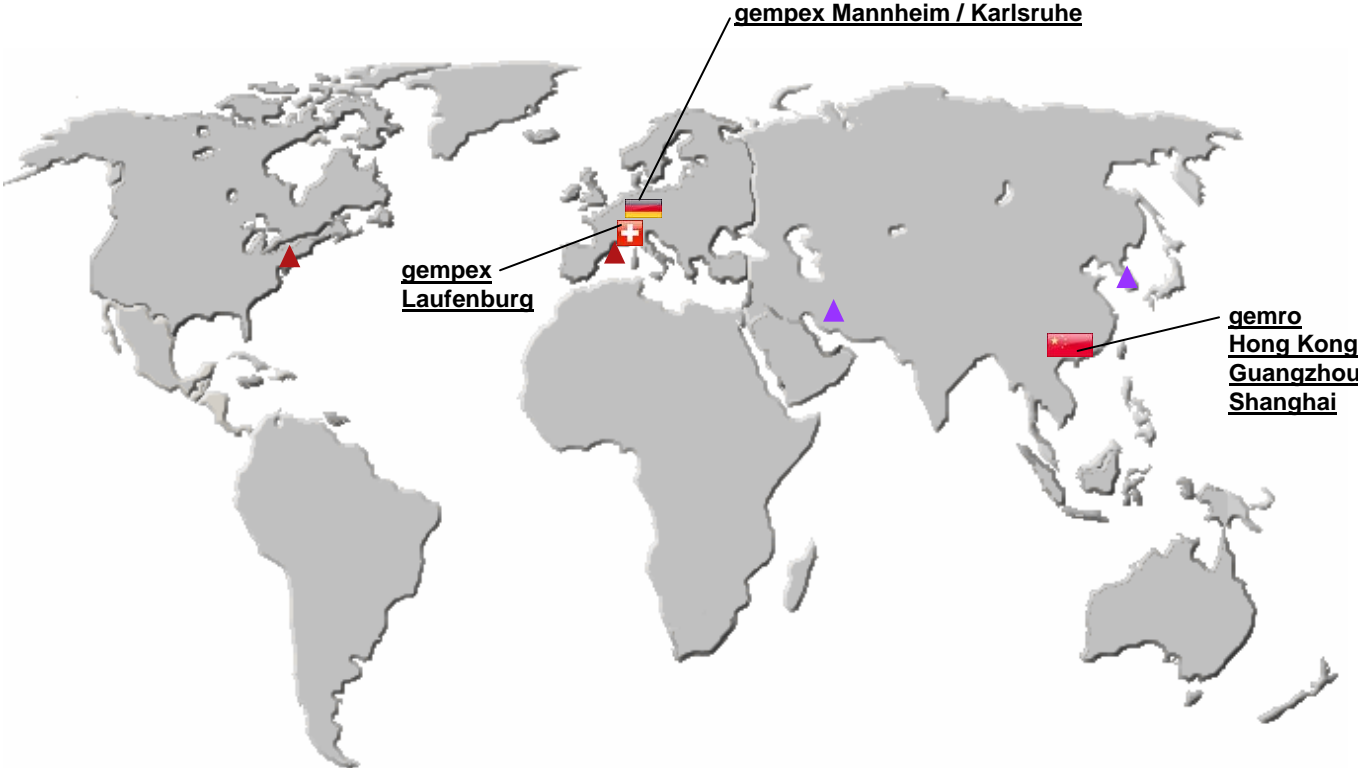 gempex Mannheim / Karlsruhe
gempex
Laufenburg
gemro
Hong Kong
Guangzhou
Shanghai